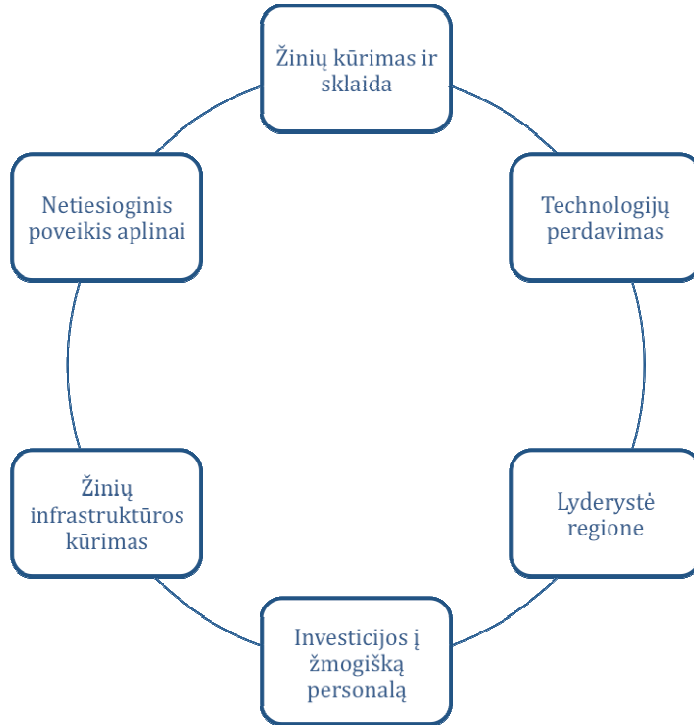 Žinių kūrimas ir
sklaida
Technologijų
perdavimas
Lyderystė
regione
Investicijos į
žmogišką
personalą
Žinių
infrastruktūros
kūrimas
Netiesioginis
poveikis aplinai